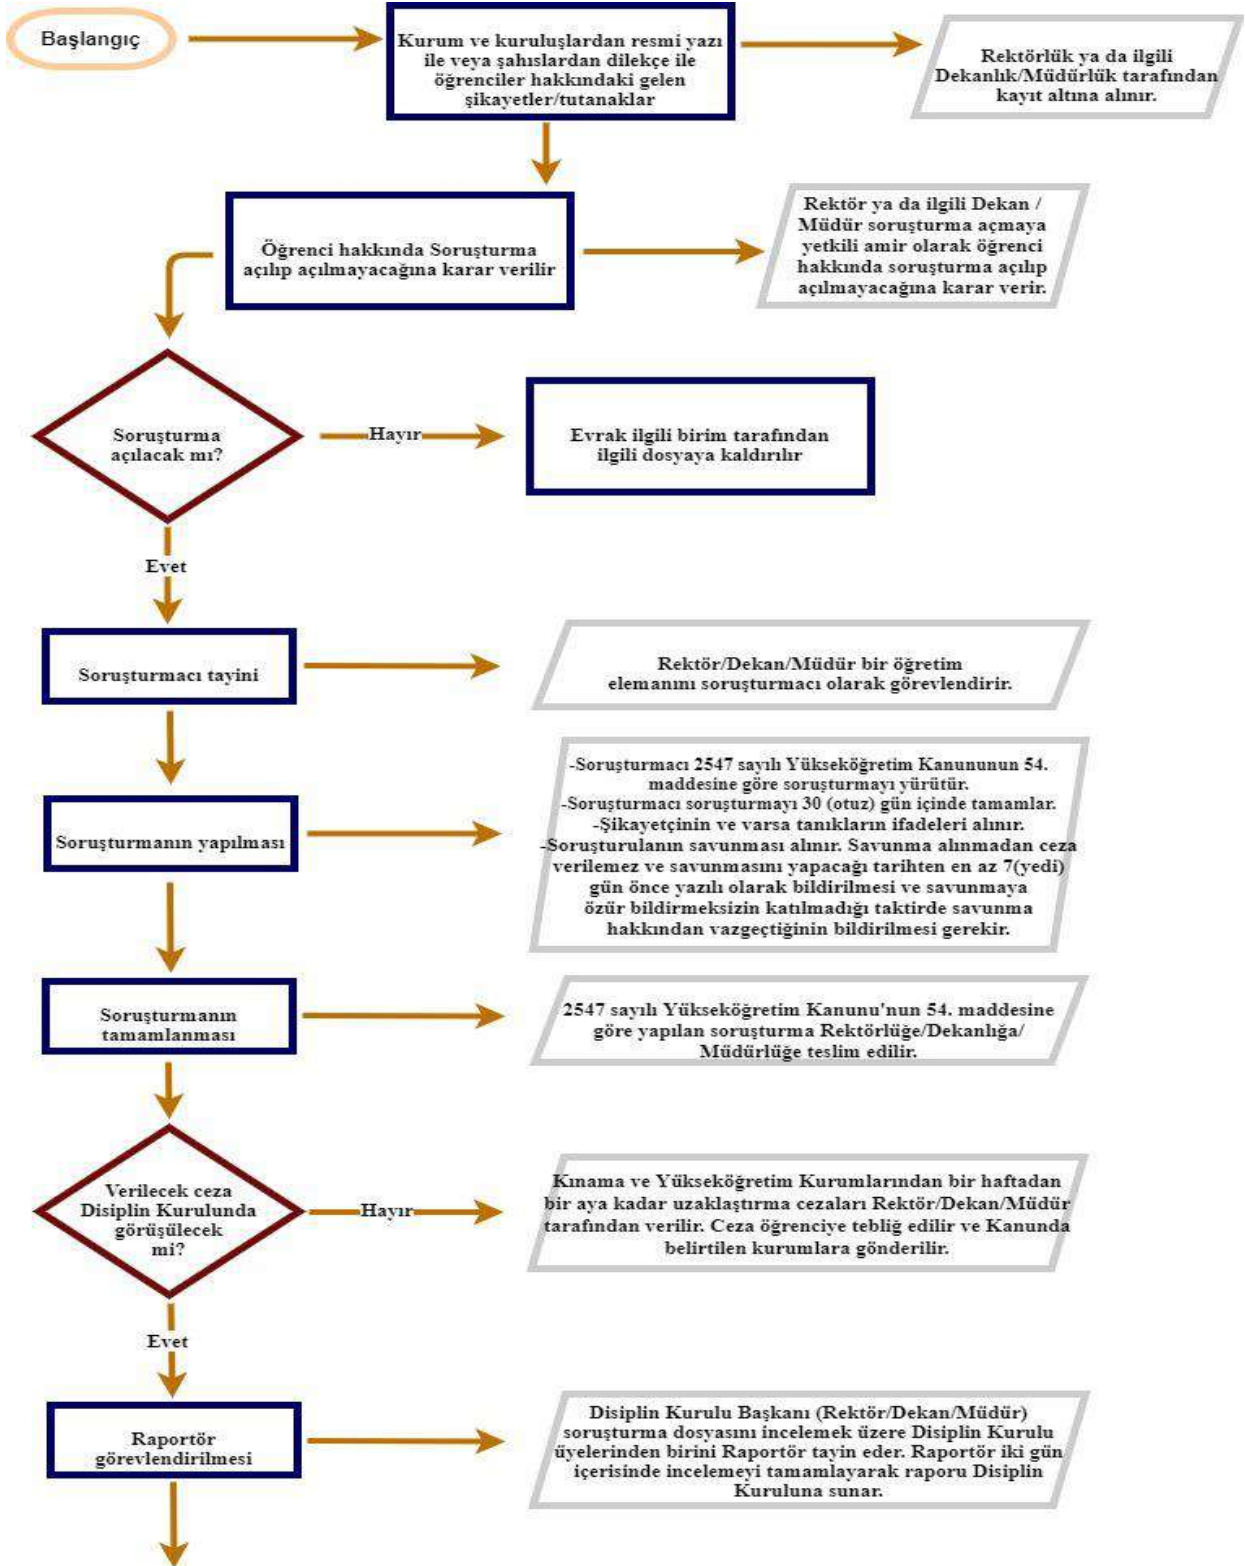 Başlangıç
Kurum ve kuruluşlardan resmi yazı
ile veya şahıslardan dilekçe ile
öğrenciler hakkındaki gelen
şikayetler/tutanaklar
Rektörlük ya da ilgili
Dekanlık/Müdürlük tarafından
kayıt altına alınır.
Öğrenci hakkında Soruşturma
açılıp açılmayacağına karar verilir
Rektör ya da ilgili Dekan /
Müdür soruşturma açmaya
yetkili amir olarak öğrenci
hakkında soruşturma açılıp
açılmayacağına karar verir.
Soruşturma
açılacak mı?
Hayır
Evrak ilgili birim tarafından
ilgili dosyaya kaldırılır
Evet
Soruşturmacı tayini
Rektör/Dekan/Müdür bir öğretim
elemanını soruşturmacı olarak görevlendirir.
Soruşturmanın yapılması
-Soruşturmacı 2547 sayılı Yükseköğretim Kanununun 54.
maddesine göre soruşturmayı yürütür.
-Soruşturmacı soruşturmayı 30 (otuz) gün içinde tamamlar.
-Şikayetçinin ve varsa tanıkların ifadeleri alınır.
-Soruşturulanın savunması alınır. Savunma alınmadan ceza
verilemez ve savunmasını yapacağı tarihten en az 7(yedi)
gün önce yazılı olarak bildirilmesi ve savunmaya
özür bildirmeksizin katılmadığı taktirde savunma
hakkından vazgeçtiğinin bildirilmesi gerekir.
Soruşturmanın
tamamlanması
2547 sayılı Yükseköğretim Kanunu'nun 54. maddesine
göre yapılan soruşturma Rektörlüğe/Dekanlığa/
Müdürlüğe teslim edilir.
Verilecek ceza
Disiplin Kurulunda
görüşülecek
mi?
Hayır
Kınama ve Yükseköğretim Kurumlarından bir haftadan
bir aya kadar uzaklaştırma cezaları Rektör/Dekan/Müdür
tarafından verilir. Ceza öğrenciye tebliğ edilir ve Kanunda
belirtilen kurumlara gönderilir.
Evet
Raportör
görevlendirilmesi
Disiplin Kurulu Başkanı (Rektör/Dekan/Müdür)
soruşturma dosyasını incelemek üzere Disiplin Kurulu
üyelerinden birini Raportör tayin eder. Raportör iki gün
içerisinde incelemeyi tamamlayarak raporu Disiplin
Kuruluna sunar.